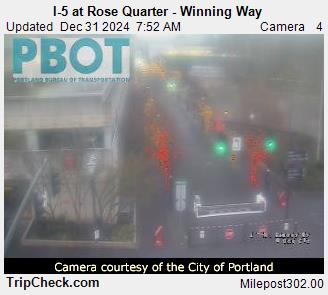 I-5 at Rose Quarter - Winning Way
Updated Dec 31 2024 7:52 AM Camera 4
PBOT
PORTLAND BUREAU OF TRANSPORTATION
Camera courtesy of the City of Portland
TripCheck.com Milepost302.00